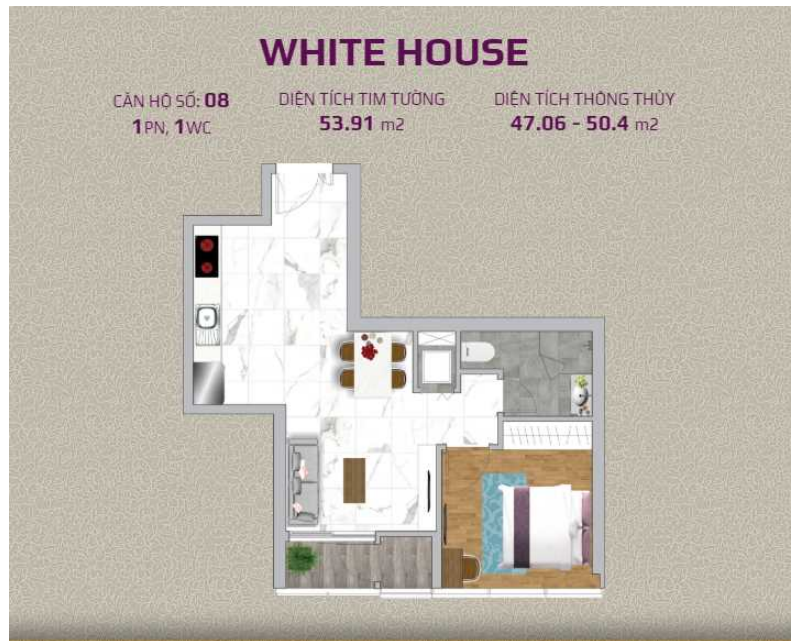 WHITE HOUSE
CĂN HỘ SỐ: 08
1PN, 1WC
DIỆN TÍCH TIM TƯỜNG
53.91 m2
DIỆN TÍCH THÔNG THỦY
47.06 - 50.4 m2